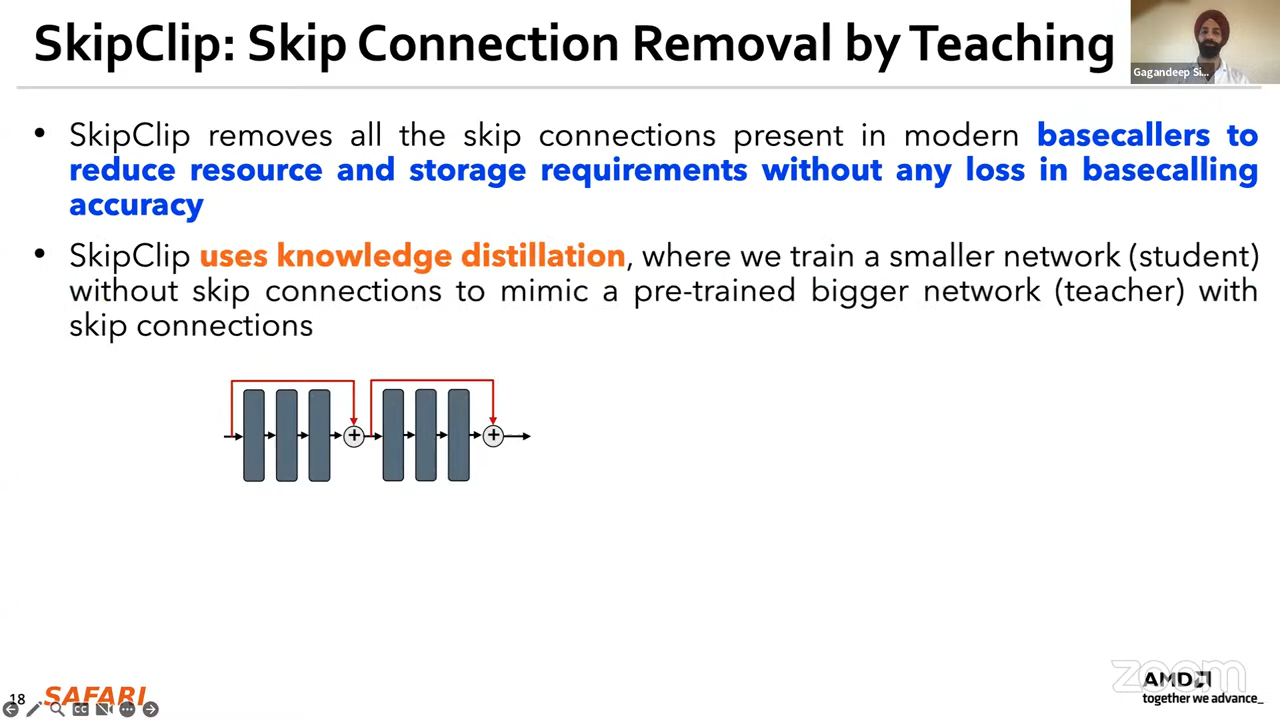 SkipClip: Skip Connection Removal by Teaching
Gagandeep Si...
• SkipClip removes all the skip connections present in modern basecallers to
reduce resource and storage requirements without any loss in basecalling
accuracy
• SkipClip uses knowledge distillation, where we train a smaller network (student)
without skip connections to mimic a pre-trained bigger network (teacher) with
skip connections
+ +
18 SAFARI
CC
zoom
AMD
together we advance_